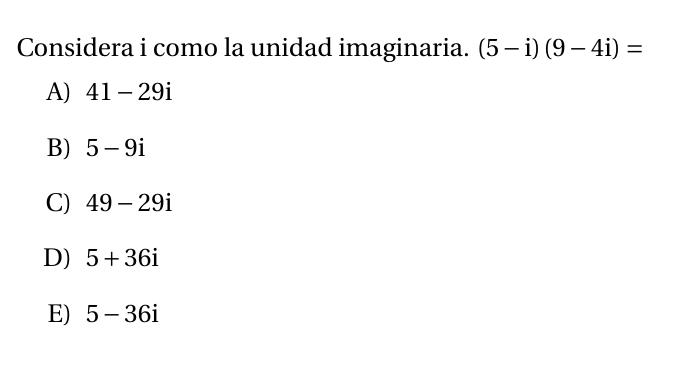 Considera i como la unidad imaginaria. (5 – i) (9 – 4i) =
A) 41 – 29i
B) 5 – 9i
C) 49 – 29i
D) 5 + 36i
E) 5 – 36i